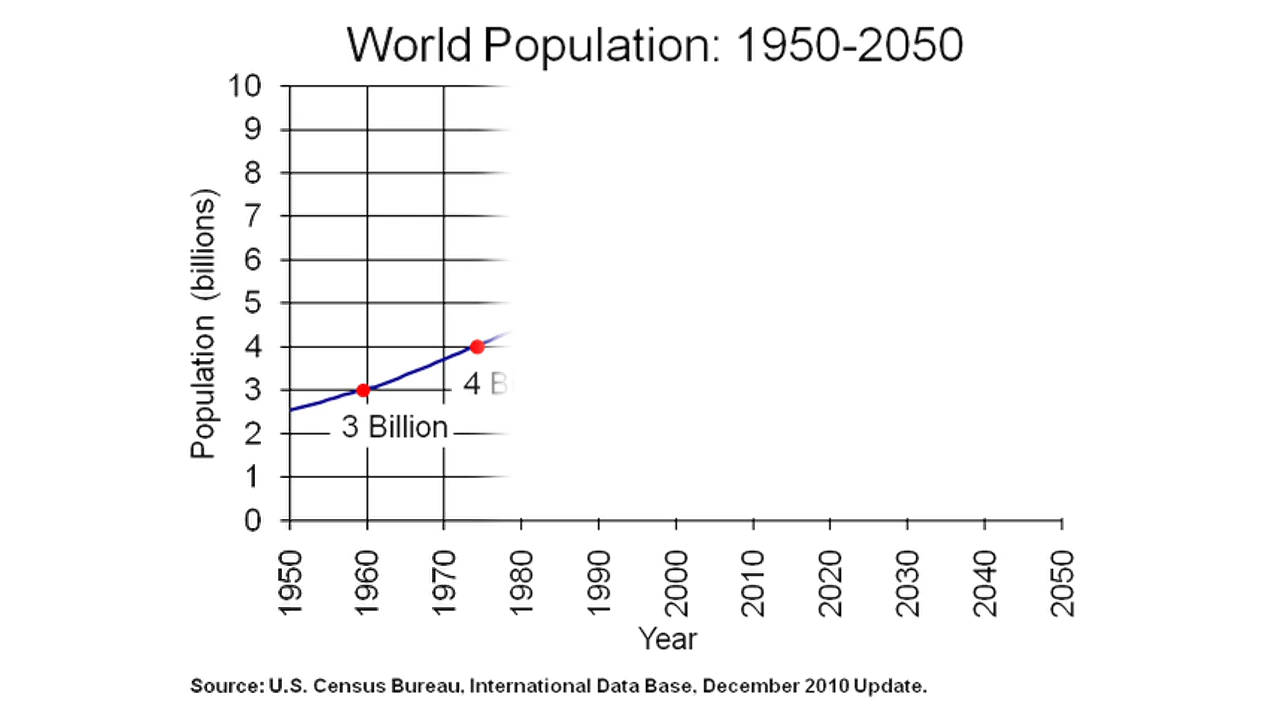 World Population: 1950-2050
Population (billions)
10
9
8
7
6
5
4
3
2
1
0
3 Billion
4 B
1950 1960 1970 1980 1990 2000 2010 2020 2030 2040 2050
Year
Source: U.S. Census Bureau, International Data Base, December 2010 Update.